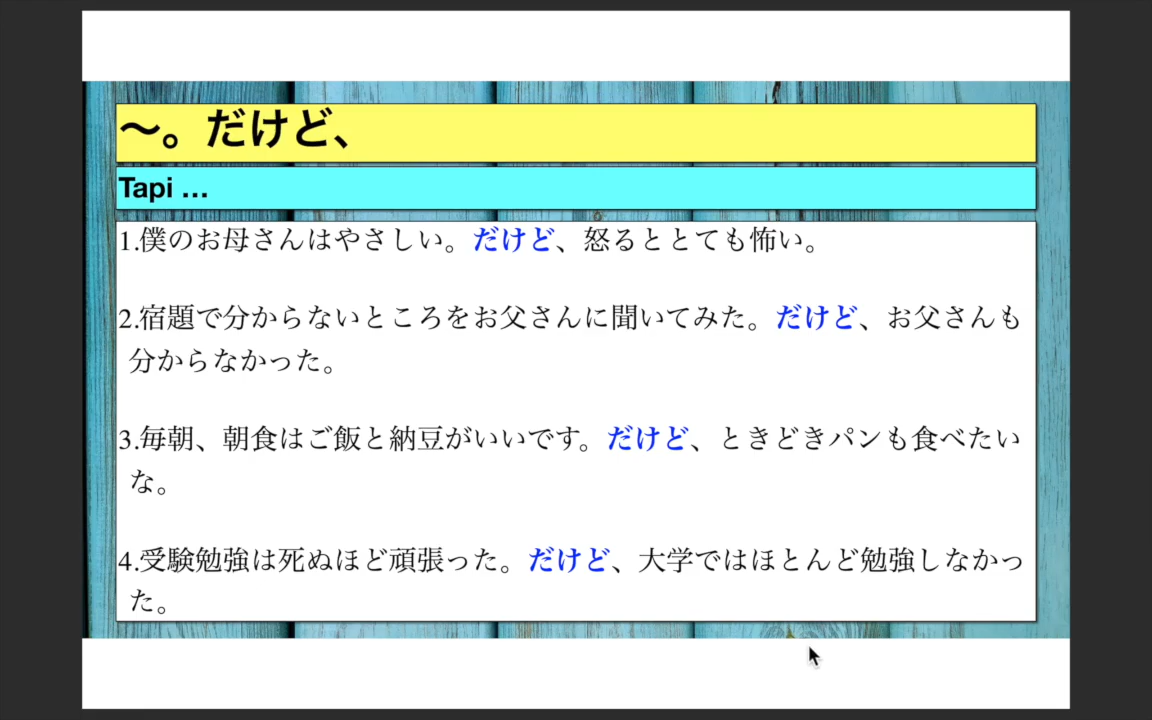 〜。だけど、
Tapi …
1.僕のお母さんはやさしい。だけど、怒るととても怖い。
2.宿題で分からないところをお父さんに聞いてみた。だけど、お父さんも
分からなかった。
3.毎朝、朝食はご飯と納豆がいいです。だけど、ときどきパンも食べたい
な。
4.受験勉強は死ぬほど頑張った。だけど、大学ではほとんど勉強しなかっ
た。